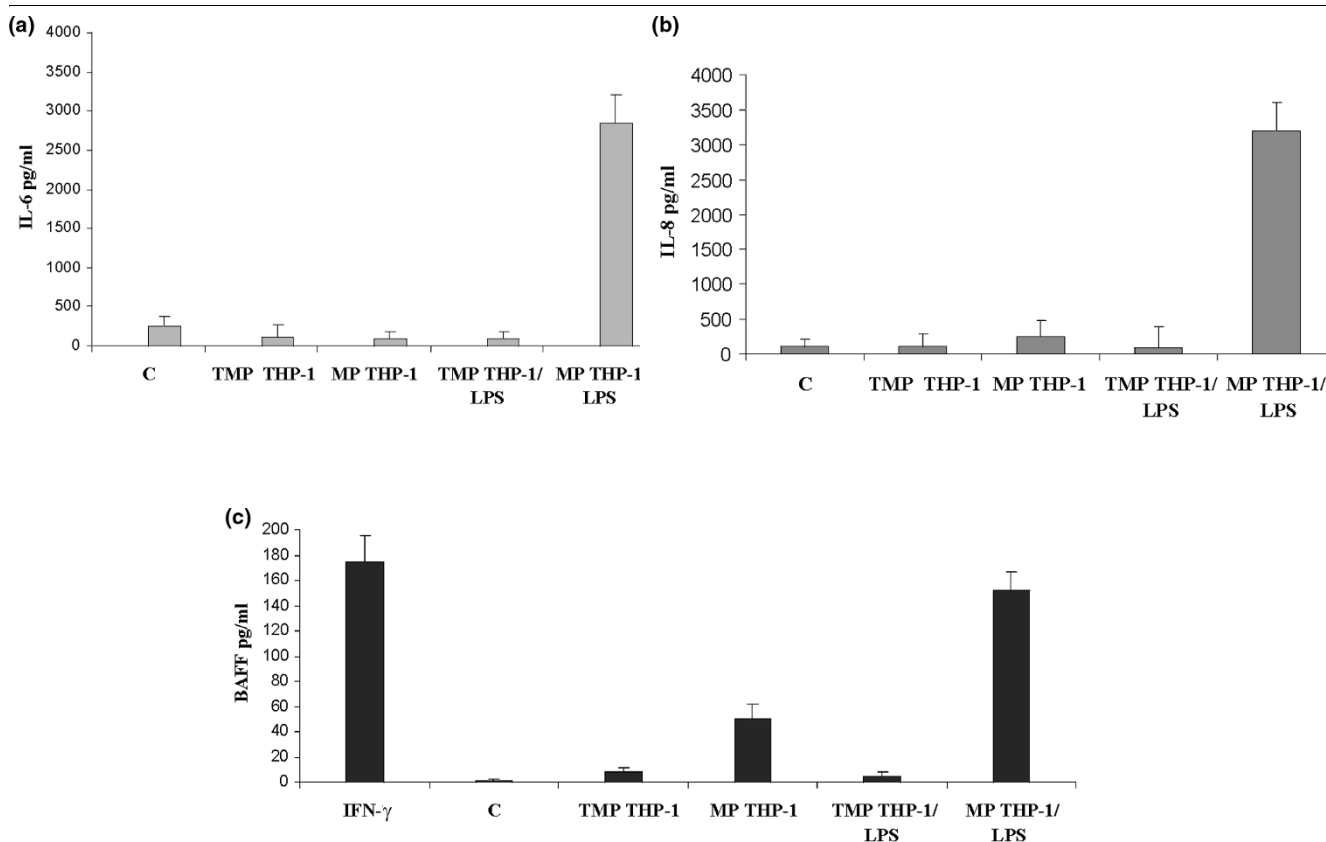 (a)
4000
3500
3000
2500
2000
1500
1000
500
0
IL-6 pg/ml
C TMP THP-1 MP THP-1 TMP THP-1/ MP THP-1
LPS LPS
(b)
4000
3500
3000
2500
2000
1500
1000
500
0
IL-8 pg/ml
C TMP THP-1 MP THP-1 TMP THP-1/ MP THP-1/
LPS LPS
(c)
200
180
160
140
120
100
80
60
40
20
0
BAFF pg/ml
IFN-γ C TMP THP-1 MP THP-1 TMP THP-1/ MP THP-1/
LPS LPS